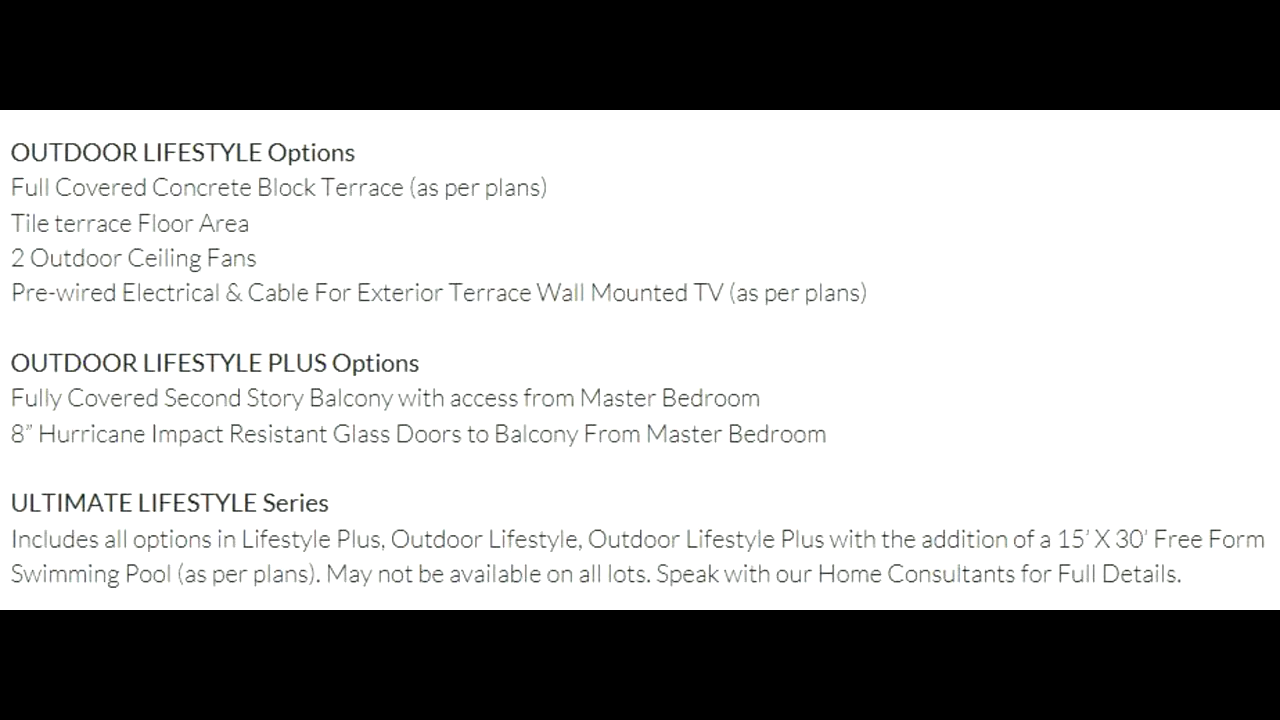 OUTDOOR LIFESTYLE Options
Full Covered Concrete Block Terrace (as per plans)
Tile terrace Floor Area
2 Outdoor Ceiling Fans
Pre-wired Electrical & Cable For Exterior Terrace Wall Mounted TV (as per plans)
OUTDOOR LIFESTYLE PLUS Options
Fully Covered Second Story Balcony with access from Master Bedroom
8” Hurricane Impact Resistant Glass Doors to Balcony From Master Bedroom
ULTIMATE LIFESTYLE Series
Includes all options in Lifestyle Plus, Outdoor Lifestyle, Outdoor Lifestyle Plus with the addition of a 15’ X 30’ Free Form
Swimming Pool (as per plans). May not be available on all lots. Speak with our Home Consultants for Full Details.